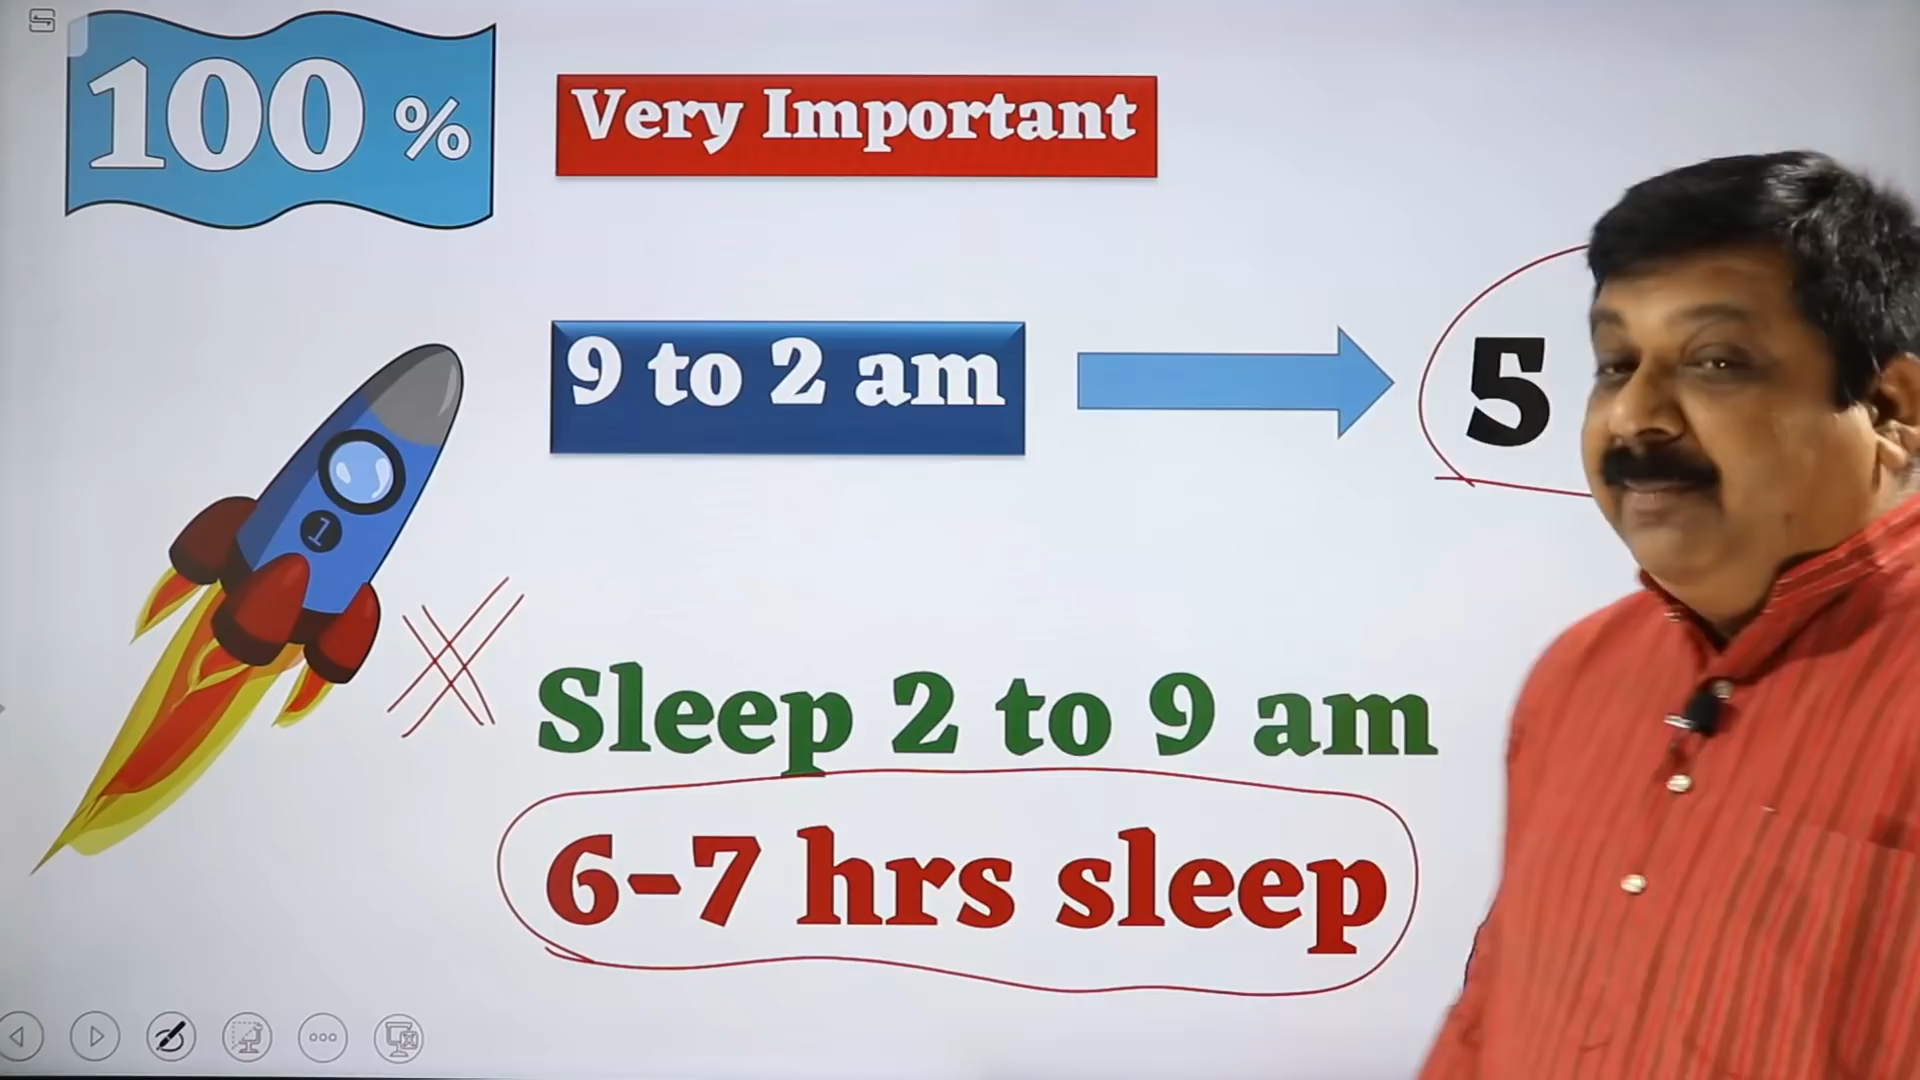 100 %
Very Important
9 to 2 am
5
1
Sleep 2 to 9 am
6-7 hrs sleep